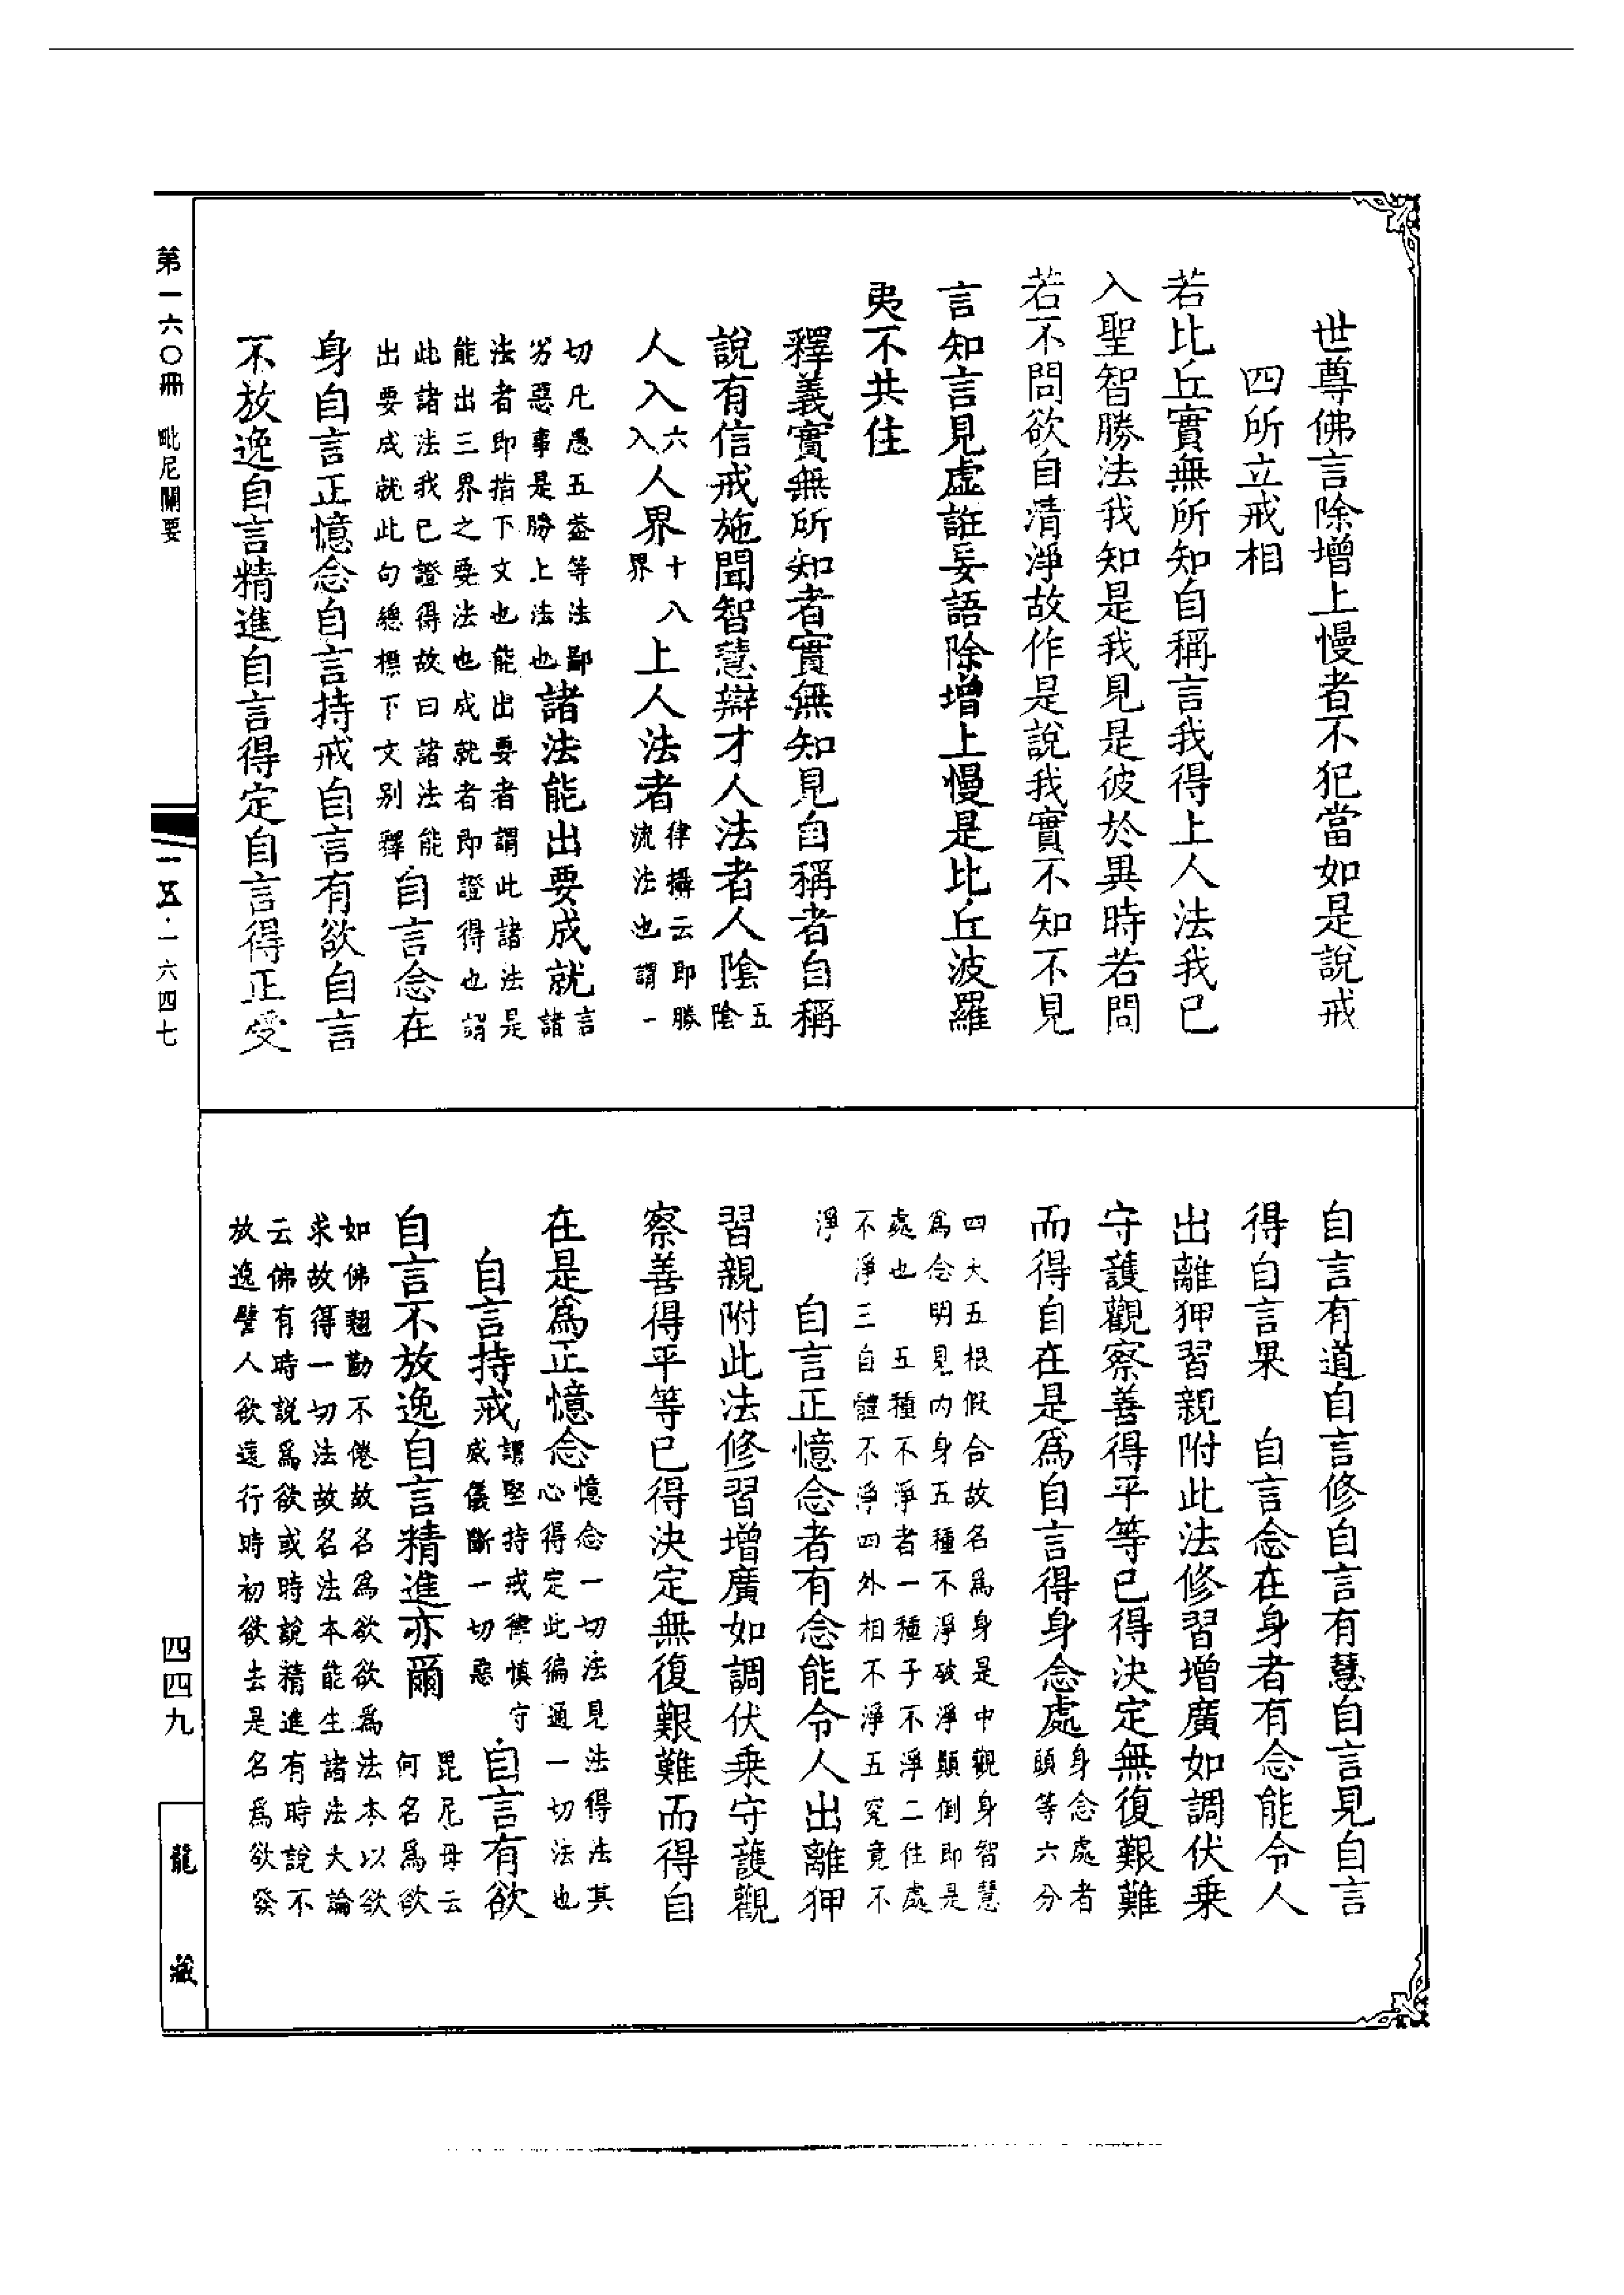 世尊佛言除增上慢者不犯當如是說戒
四所立戒相
若比丘實無所知自稱言我得上人法我已
入聖智勝法我知是我見是彼於異時若問
若不問欲自清淨故作是說我實不知不見
言知言見虛誑妄語除增上慢是比丘波羅
夷不共住
釋義實無所知者實無知見自稱者自稱
說有信戒施聞智慧辯才人法者人陰五陰
人入六入人界十八界上人法者律攝云即勝流法也謂一
切凡愚五蓋等法鄙劣惡事是勝上法也諸法能出要成就言諸
法者即指下文也能出要者謂此諸法是能出三界之要法也成就者即證得也謂
此諸法我已證得故曰諸法能出要成就此句總標下文別釋自言念在
身自言正憶念自言持戒自言有欲自言
不放逸自言精進自言得定自言得正受
自言有道自言修自言有慧自言見自言
得自言果　自言念在身者有念能令人
出離狎習親附此法修習增廣如調伏乘
守護觀察善得平等已得決定無復艱難
而得自在是為自言得身念處身念處者頭等六分
四大五根假合故名為身是中觀身智慧為念明見內身五種不淨破淨顛倒即是
處也　五種不淨者一種子不淨二住處不淨三自體不淨四外相不淨五究竟不
淨　自言正憶念者有念能令人出離狎
習親附此法修習增廣如調伏乘守護觀
察善得平等已得決定無復艱難而得自
在是為正憶念憶念一切法見法得法其心得定此徧通一切法也
自言持戒謂堅持戒律慎守威儀斷一切惡　自言有欲
自言不放逸自言精進亦爾　毘尼母云何名為欲
如佛翹勤不倦故名為欲欲為法本以欲求故得一切法故名法本能生諸法大論
云佛有時說為欲或時說精進有時說不放逸譬人欲遠行時初欲去是名為欲發
第一六〇冊　毗尼關要
一五·一六四七
四四九
龍藏